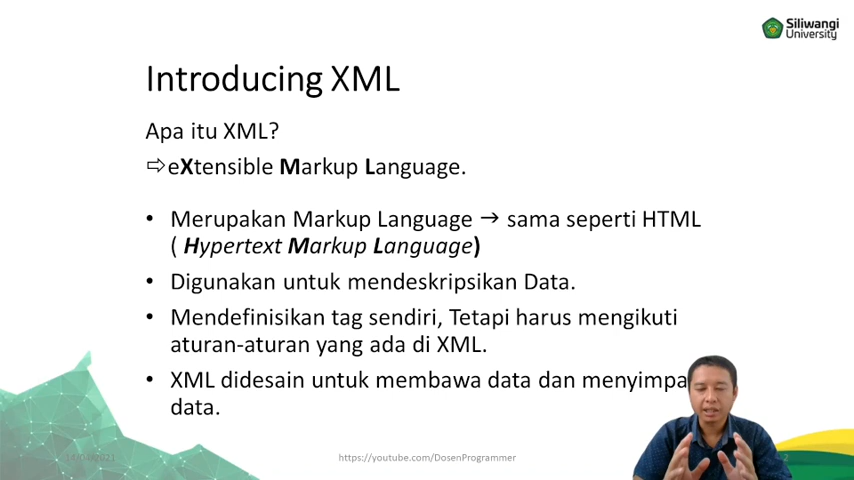 Siliwangi
University
Introducing XML
Apa itu XML?
⇨eXtensible Markup Language.
• Merupakan Markup Language → sama seperti HTML
( Hypertext Markup Language)
• Digunakan untuk mendeskripsikan Data.
• Mendefinisikan tag sendiri, Tetapi harus mengikuti
aturan-aturan yang ada di XML.
• XML didesain untuk membawa data dan menyimpa
data.
https://youtube.com/DosenProgrammer